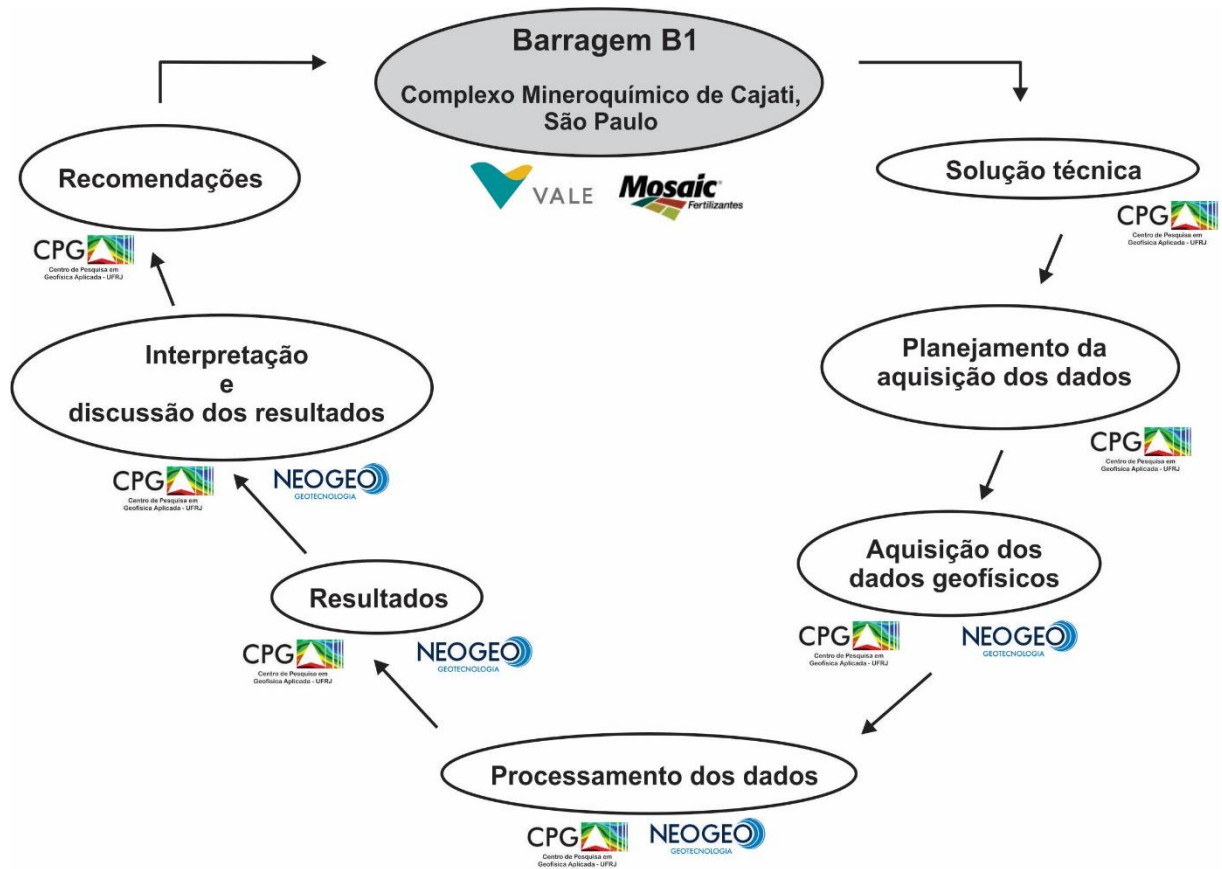 Barragem B1
Complexo Mineroquímico de Cajati,
São Paulo
VALE
Mosaic
Fertilizantes
Solução técnica
CPG
Centro de Pesquisa em
Geofísica Aplicada - UFRJ
Planejamento da
aquisição dos dados
CPG
Centro de Pesquisa em
Geofísica Aplicada - UFRJ
Aquisição dos
dados geofísicos
CPG
Centro de Pesquisa em
Geofísica Aplicada - UFRJ
NEOGEO
GEOTECNOLOGIA
Processamento dos dados
CPG
Centro de Pesquisa em
Geofísica Aplicada - UFRJ
NEOGEO
GEOTECNOLOGIA
Resultados
CPG
Centro de Pesquisa em
Geofísica Aplicada - UFRJ
NEOGEO
GEOTECNOLOGIA
Interpretação
e
discussão dos resultados
CPG
Centro de Pesquisa em
Geofísica Aplicada - UFRJ
NEOGEO
GEOTECNOLOGIA
Recomendações
CPG
Centro de Pesquisa em
Geofísica Aplicada - UFRJ